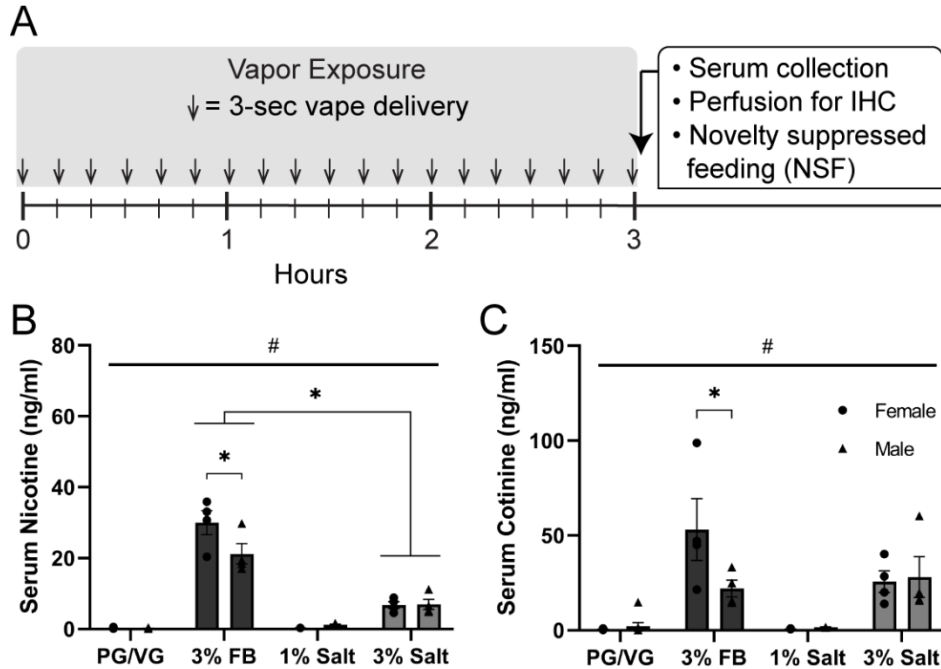 A
Vapor Exposure
↓ = 3-sec vape delivery
• Serum collection
• Perfusion for IHC
• Novelty suppressed
feeding (NSF)
0 1 2 3
Hours
B
Serum Nicotine (ng/ml)
80
60
40
20
0
#
*
*
PG/VG 3% FB 1% Salt 3% Salt
C
Serum Cotinine (ng/ml)
150
100
50
0
#
*
● Female
▲ Male
PG/VG 3% FB 1% Salt 3% Salt